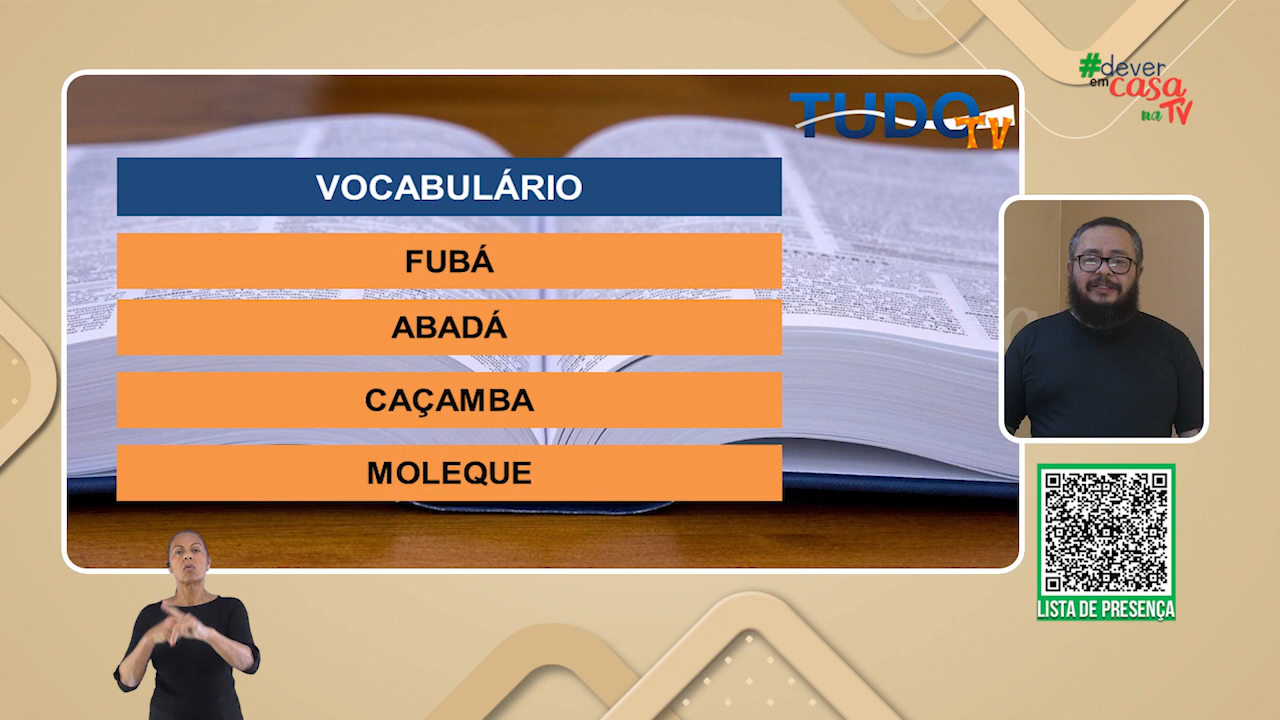 #dever
em casa
na TV
TUDO
TV
VOCABULÁRIO
FUBÁ
ABADÁ
CAÇAMBA
MOLEQUE
LISTA DE PRESENÇA